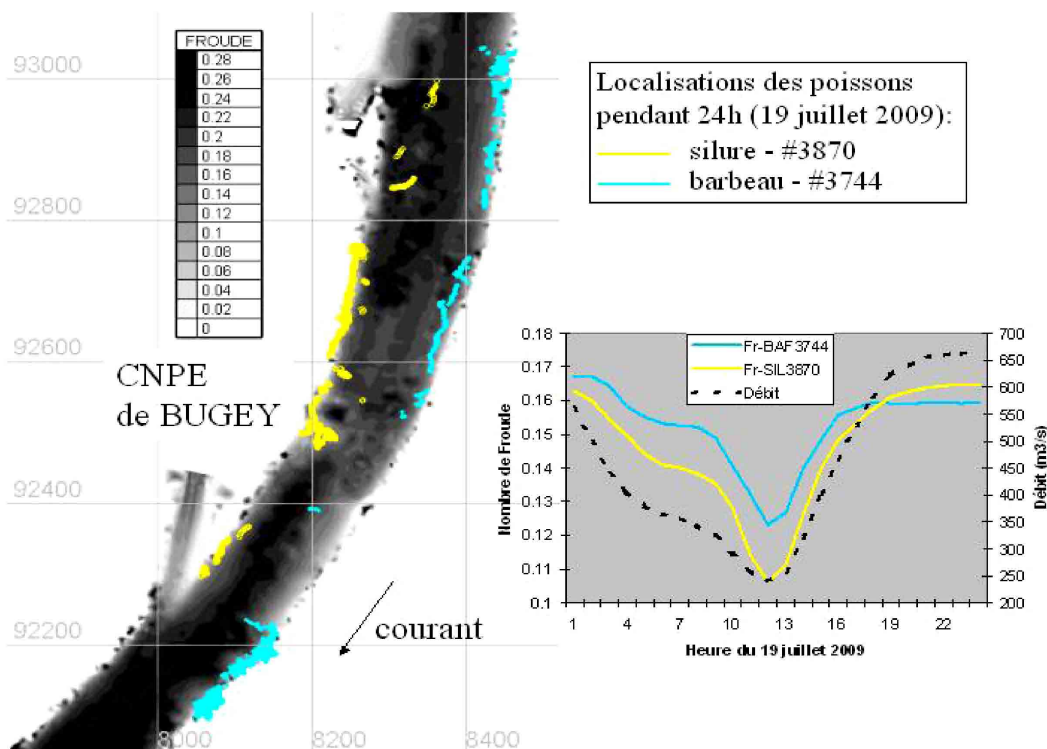 FROUDE
0.28
0.26
0.24
0.22
0.2
0.18
0.16
0.14
0.12
0.1
0.08
0.06
0.04
0.02
0
93000
92800
92600
92400
92200
8000
8200
8400
CNPE
de BUGEY
courant
Localisations des poissons
pendant 24h (19 juillet 2009):
silure - #3870
barbeau - #3744
Fr-BAF3744
Fr-SIL3870
Débit
Nombre de Froude
0.18
0.17
0.16
0.15
0.14
0.13
0.12
0.11
0.1
Débit (m3/s)
700
650
600
550
500
450
400
350
300
250
200
1 4 7 10 13 16 19 22
Heure du 19 juillet 2009